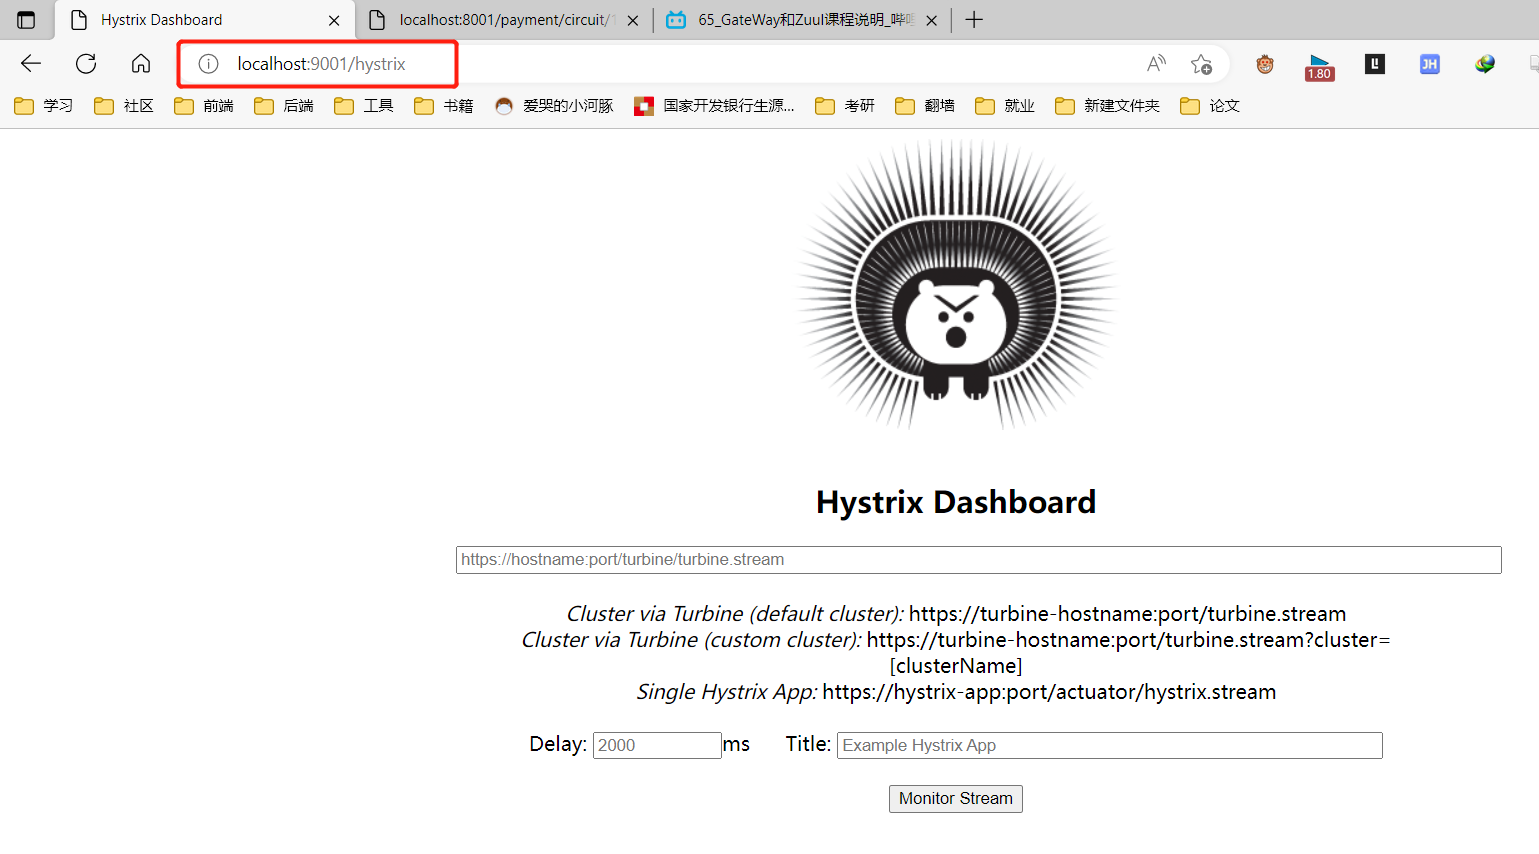 Hystrix Dashboard
localhost:8001/payment/circuit/
65_GateWay和Zuul课程说明_哔
localhost:9001/hystrix
1.80
JH
学习 社区 前端 后端 工具 书籍 爱哭的小河豚 国家开发银行生源... 考研 翻墙 就业 新建文件夹 论文
Hystrix Dashboard
https://hostname:port/turbine/turbine.stream
Cluster via Turbine (default cluster): https://turbine-hostname:port/turbine.stream
Cluster via Turbine (custom cluster): https://turbine-hostname:port/turbine.stream?cluster=
[clusterName]
Single Hystrix App: https://hystrix-app:port/actuator/hystrix.stream
Delay: 2000 ms Title: Example Hystrix App
Monitor Stream